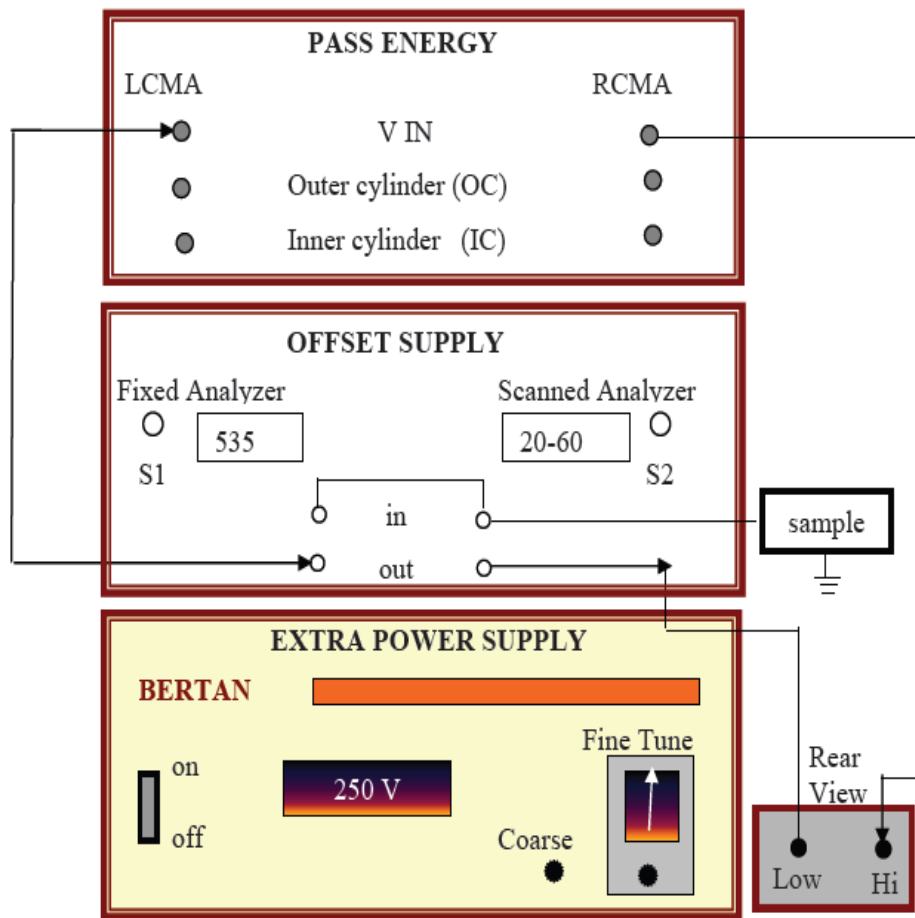 PASS ENERGY
LCMA
RCMA
V IN
Outer cylinder (OC)
Inner cylinder (IC)
OFFSET SUPPLY
Fixed Analyzer
Scanned Analyzer
535
20-60
S1
S2
in
sample
out
EXTRA POWER SUPPLY
BERTAN
Fine Tune
on
250 V
Rear
View
off
Coarse
Low
Hi